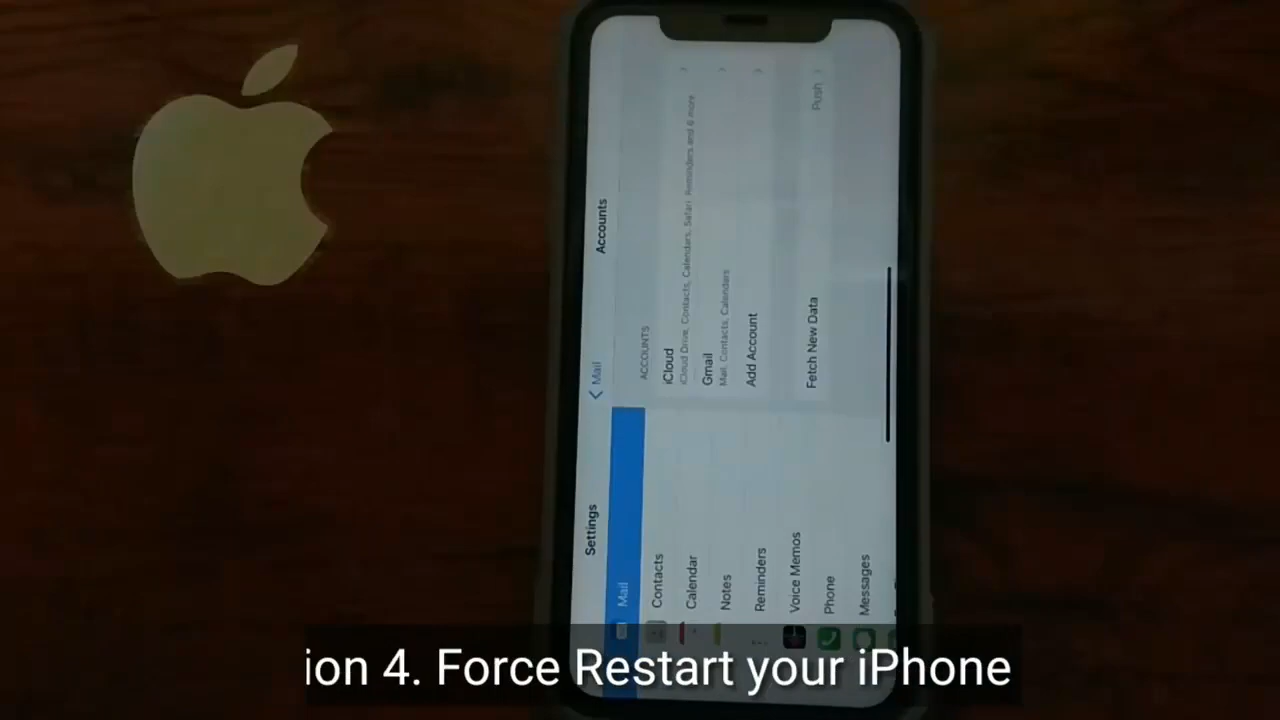 Settings
Mail
Contacts
Calendar
Notes
Reminders
Voice Memos
Phone
Messages
Mail
Accounts
ACCOUNTS
iCloud
iCloud Drive, Contacts, Calendars, Safari, Reminders and 6 more
Gmail
Mail, Contacts, Calendars
Add Account
Fetch New Data
Push
ion 4. Force Restart your iPhone